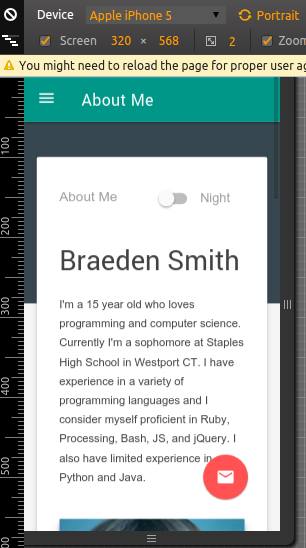 Device Apple iPhone 5 Portrait
Screen 320 × 568 2 Zoom
You might need to reload the page for proper user ag
About Me
About Me Night
Braeden Smith
I'm a 15 year old who loves
programming and computer science.
Currently I'm a sophomore at Staples
High School in Westport CT. I have
experience in a variety of
programming languages and I
consider myself proficient in Ruby,
Processing, Bash, JS, and jQuery. I
also have limited experience in
Python and Java.
100
200
300
400
500